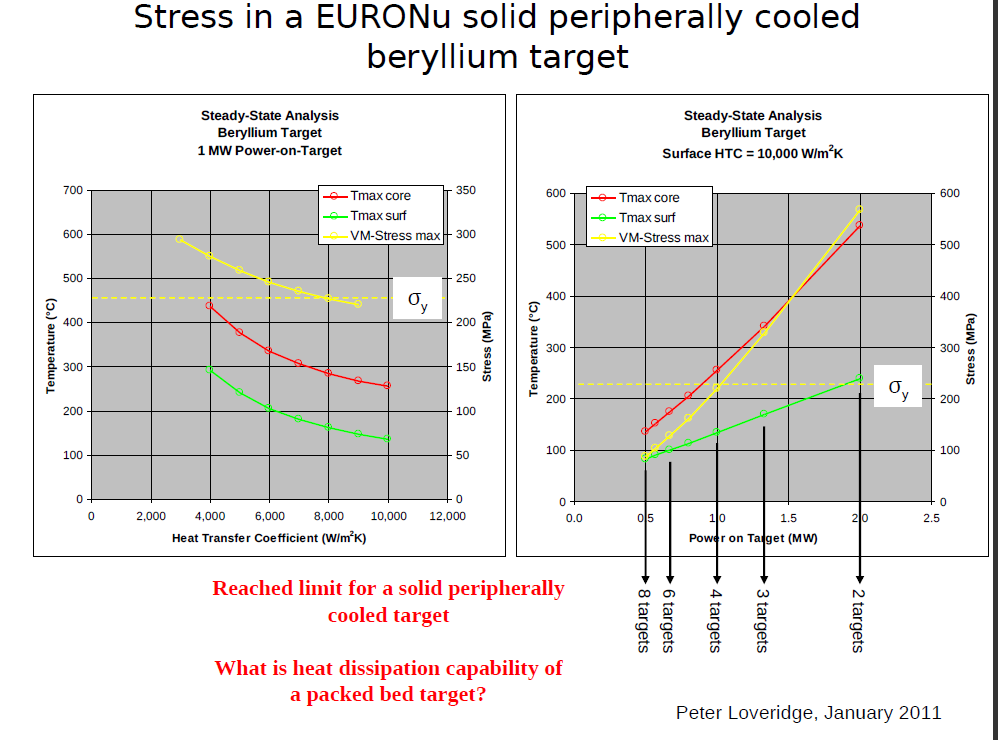 Stress in a EURONu solid peripherally cooled
beryllium target
Steady-State Analysis
Beryllium Target
1 MW Power-on-Target
700
600
500
400
300
200
100
0
350
300
250
200
150
100
50
0
Tmax core
Tmax surf
VM-Stress max
σy
Temperature (°C)
Stress (MPa)
0
2,000
4,000
6,000
8,000
10,000
12,000
Heat Transfer Coefficient (W/m²K)
Steady-State Analysis
Beryllium Target
Surface HTC = 10,000 W/m²K
600
500
400
300
200
100
0
600
500
400
300
200
100
0
Tmax core
Tmax surf
VM-Stress max
σy
Temperature (°C)
Stress (MPa)
0.0
0.5
1.0
1.5
2.0
2.5
Power on Target (MW)
8 targets
6 targets
4 targets
3 targets
2 targets
Reached limit for a solid peripherally
cooled target
What is heat dissipation capability of
a packed bed target?
Peter Loveridge, January 2011